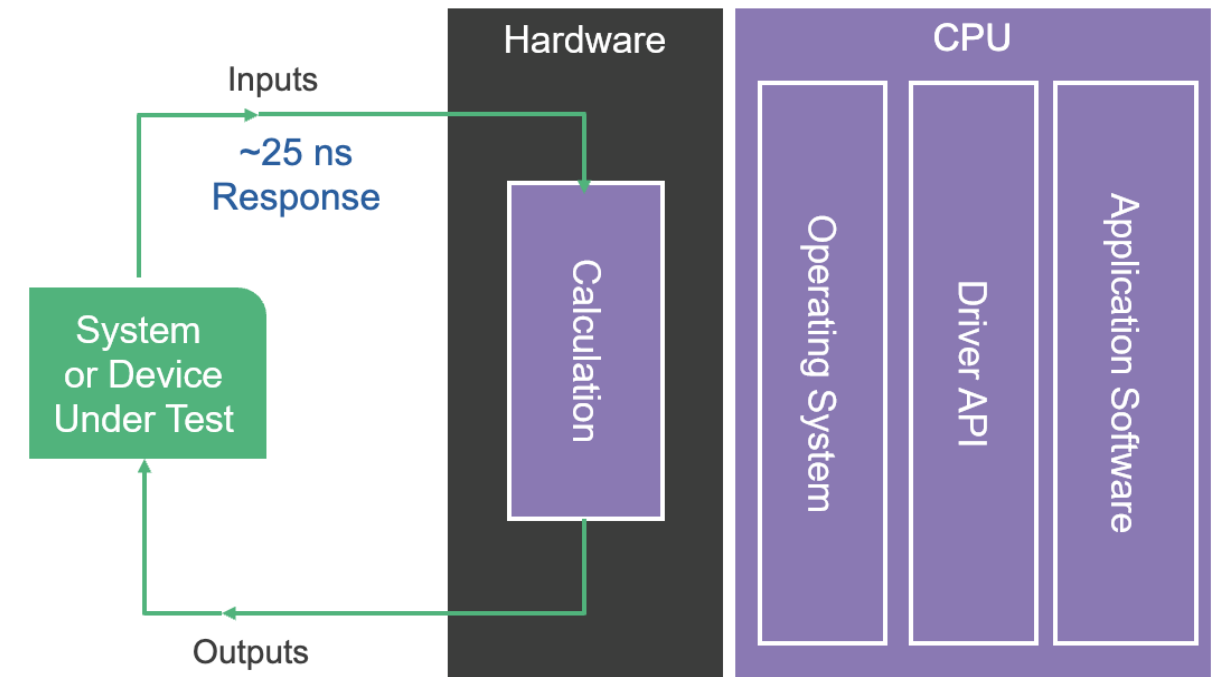 Hardware
CPU
Inputs
~25 ns
Response
System
or Device
Under Test
Calculation
Operating System
Driver API
Application Software
Outputs